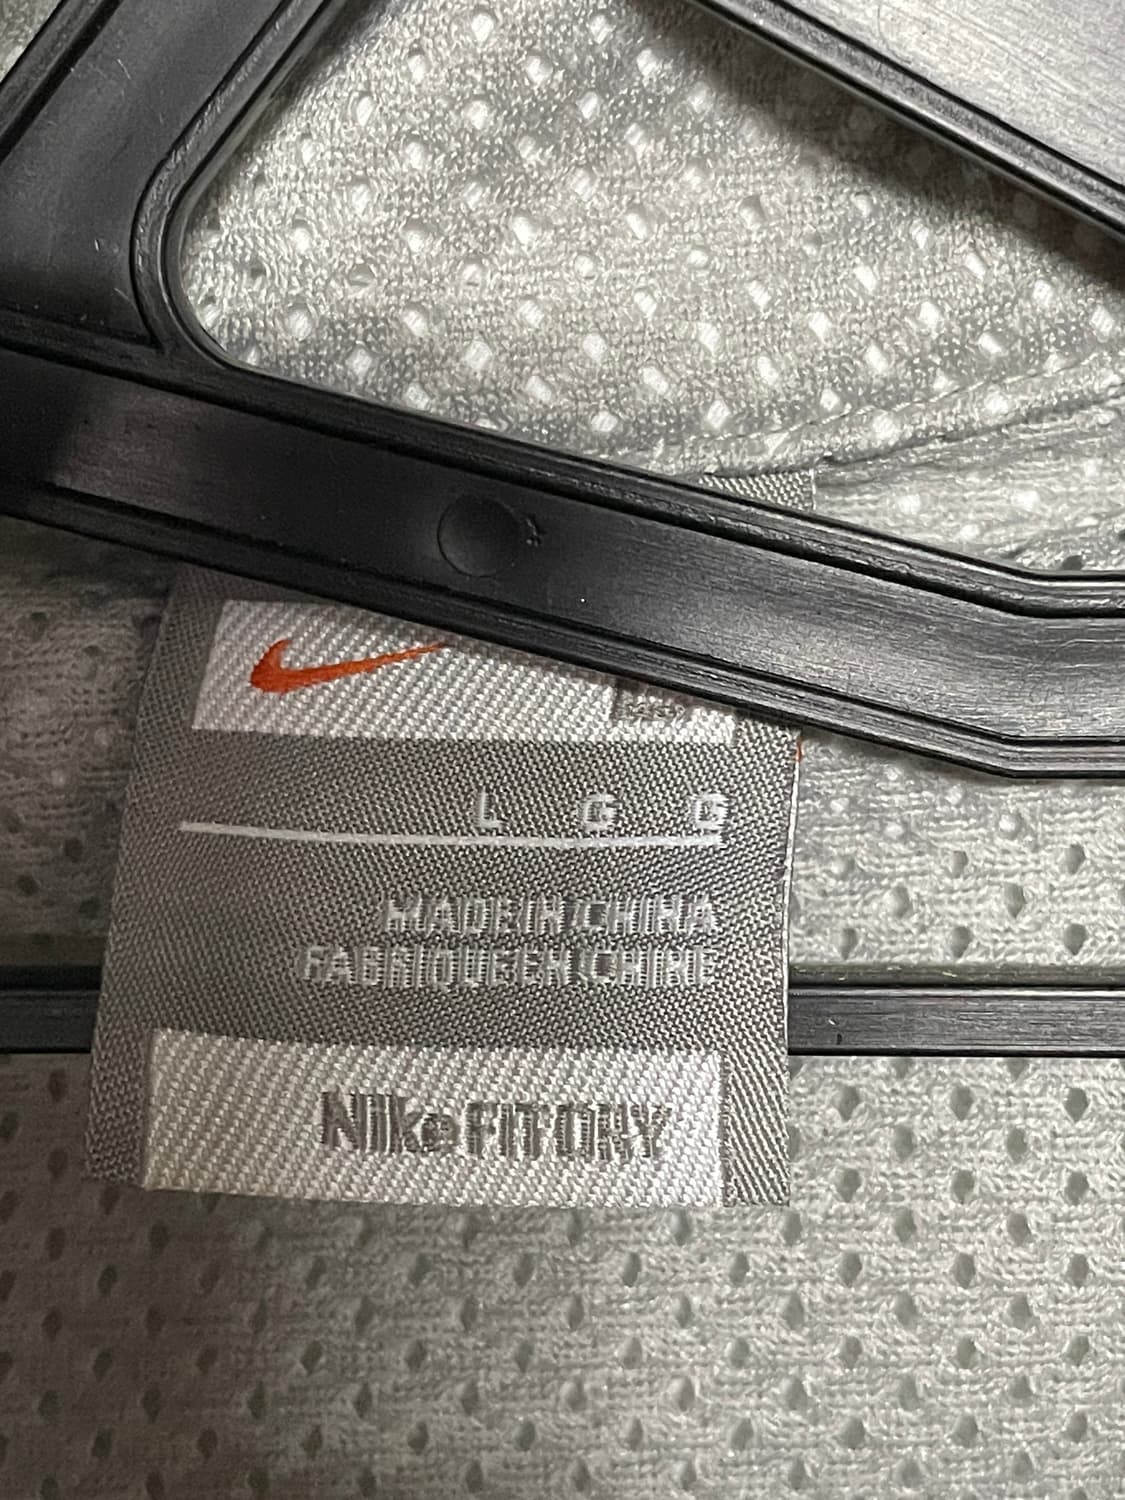 L G G
MADE IN CHINA
FABRIQUE EN CHINE
Nike FIT DRY